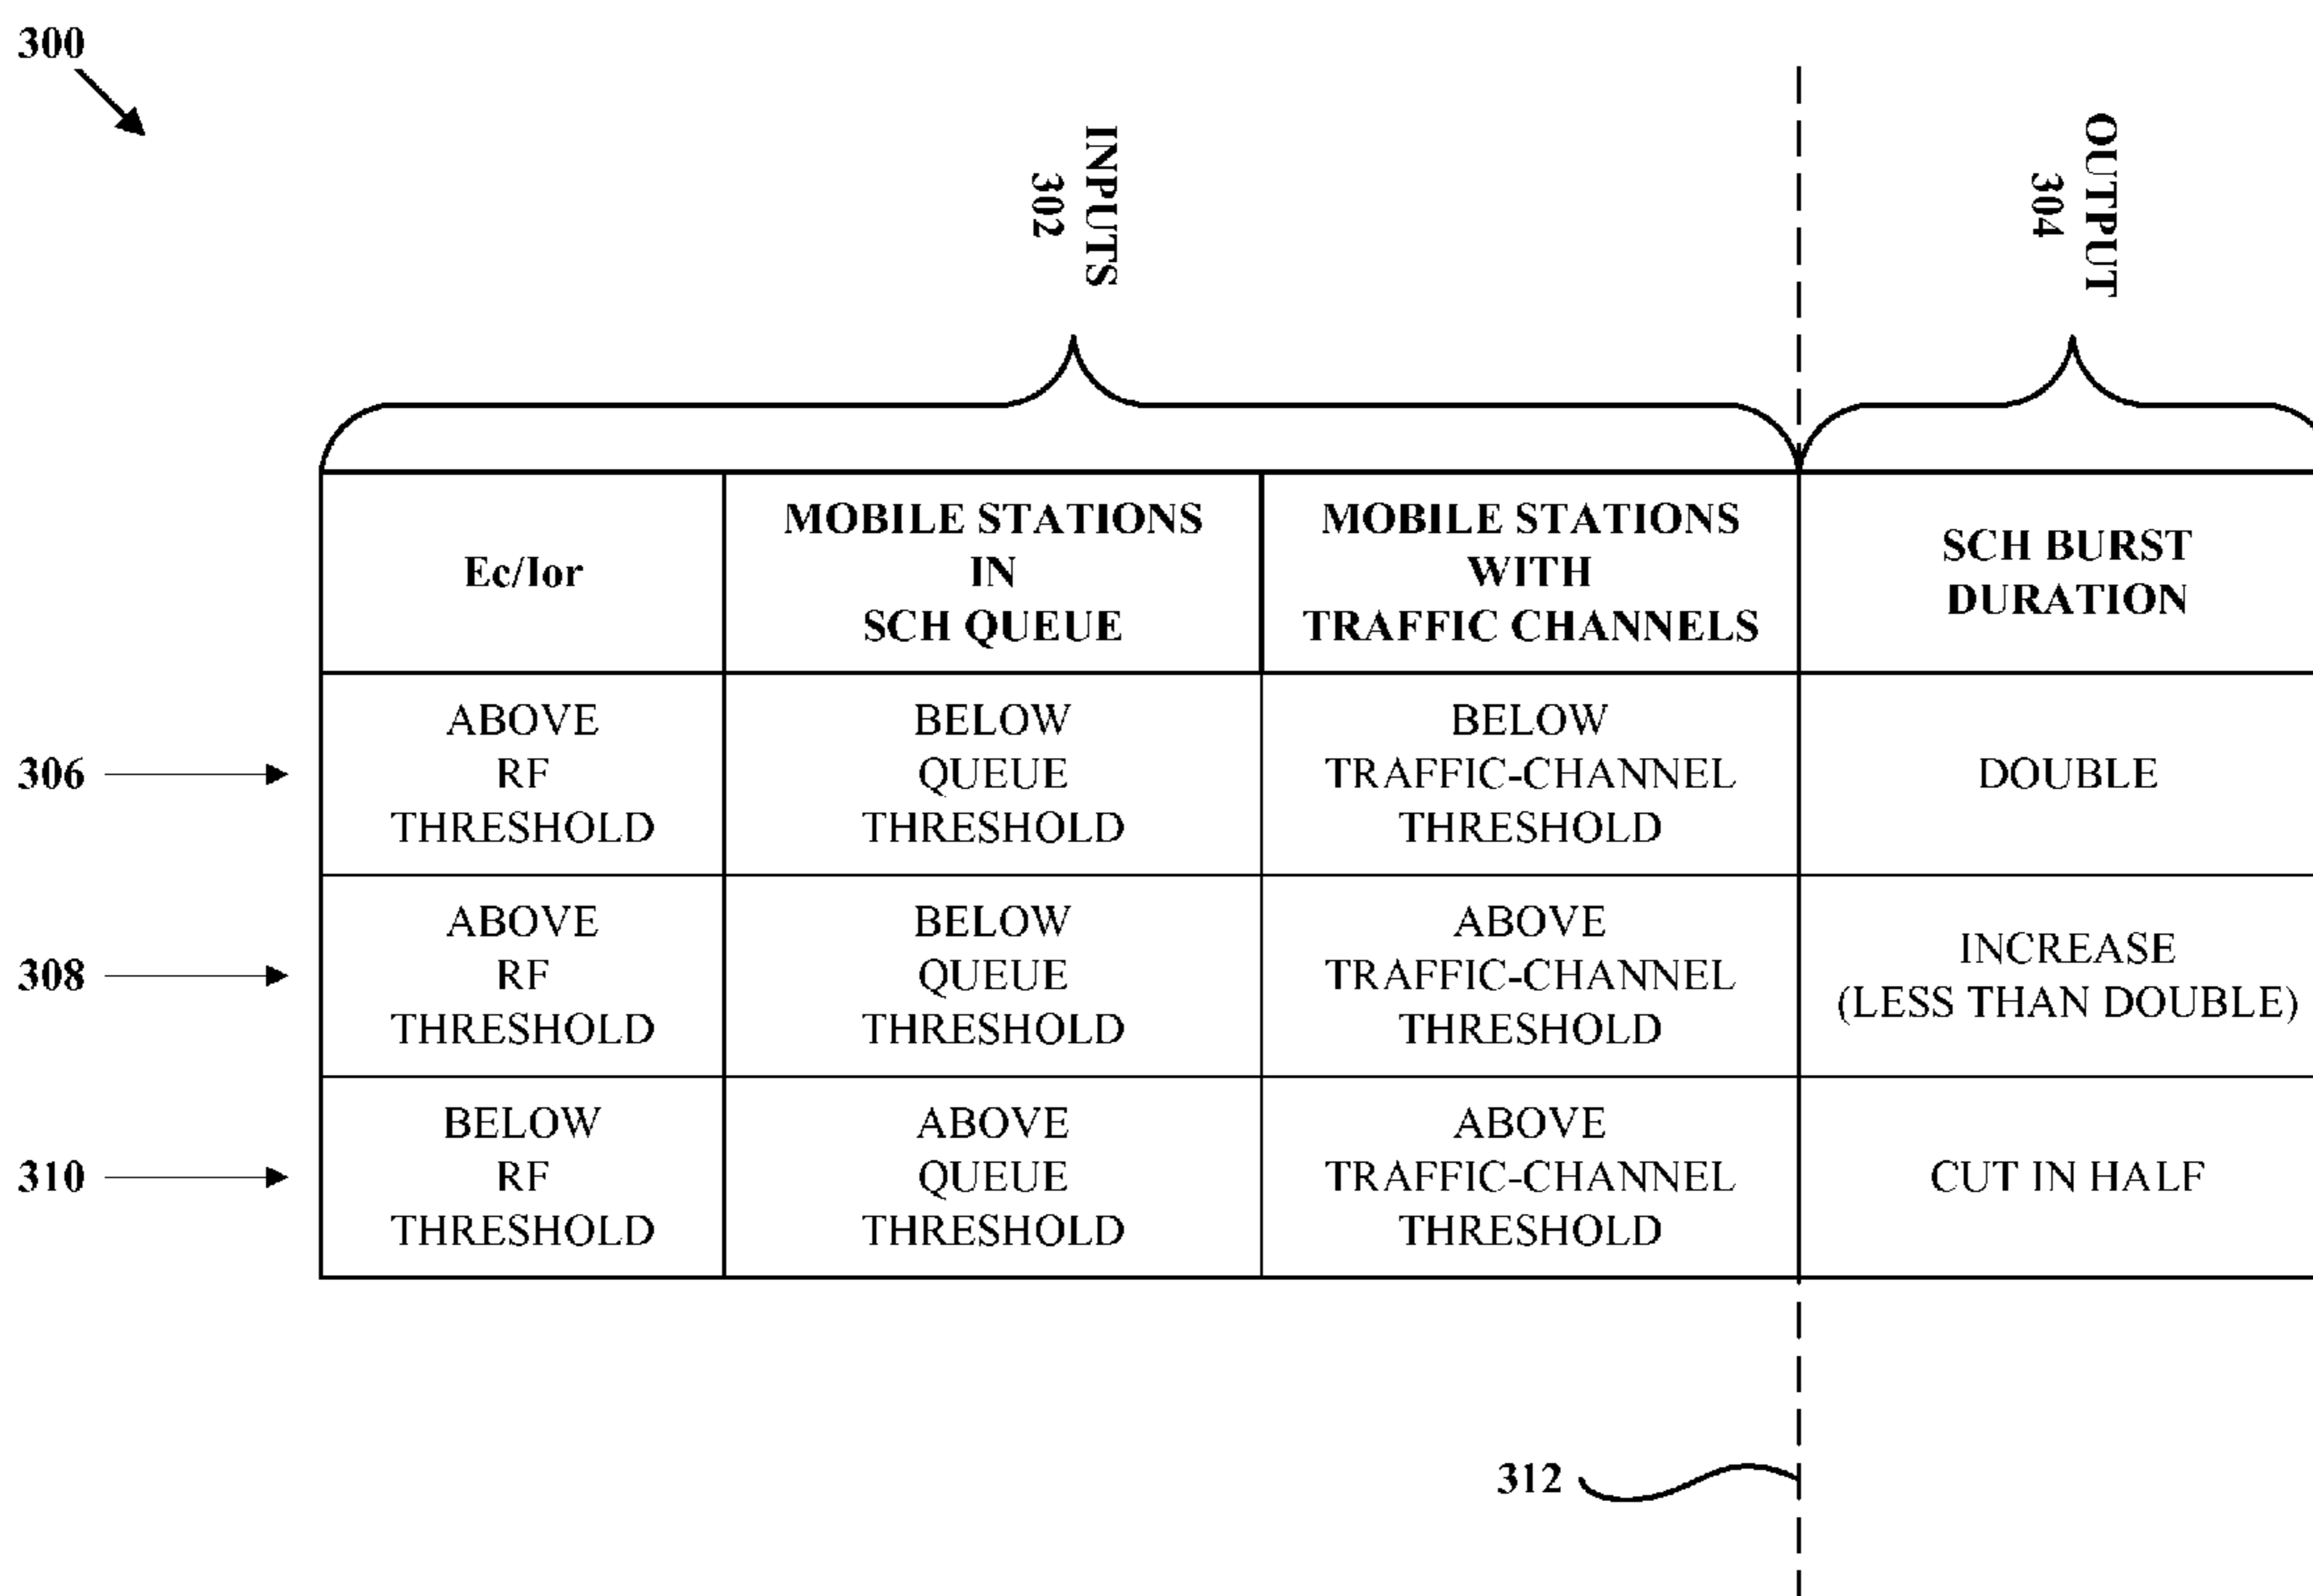 300
INPUTS
302
OUTPUT
304
Ec/Ior
MOBILE STATIONS
IN
SCH QUEUE
MOBILE STATIONS
WITH
TRAFFIC CHANNELS
SCH BURST
DURATION
306
ABOVE
RF
THRESHOLD
BELOW
QUEUE
THRESHOLD
BELOW
TRAFFIC-CHANNEL
THRESHOLD
DOUBLE
308
ABOVE
RF
THRESHOLD
BELOW
QUEUE
THRESHOLD
ABOVE
TRAFFIC-CHANNEL
THRESHOLD
INCREASE
(LESS THAN DOUBLE)
310
BELOW
RF
THRESHOLD
ABOVE
QUEUE
THRESHOLD
ABOVE
TRAFFIC-CHANNEL
THRESHOLD
CUT IN HALF
312